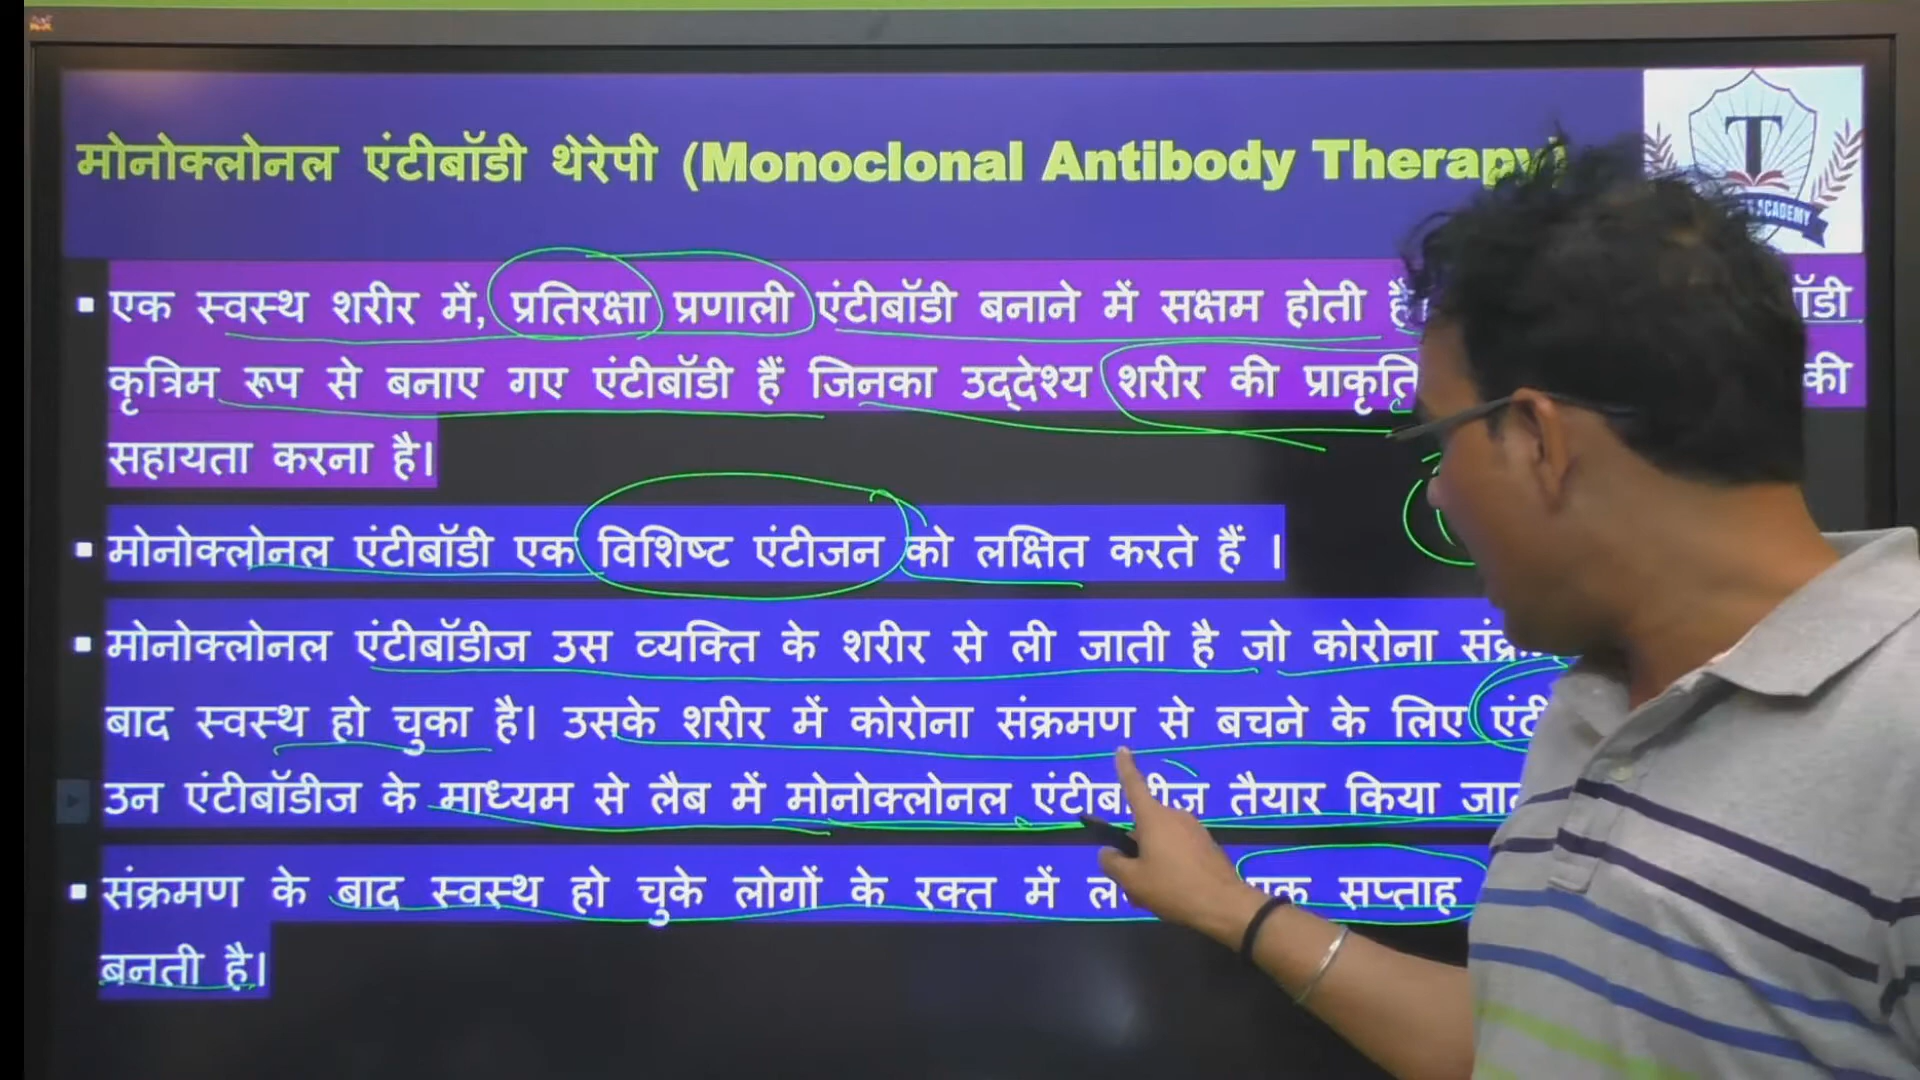 मोनोक्लोनल एंटीबॉडी थेरेपी (Monoclonal Antibody Therapy)
T
ACADEMY
एक स्वस्थ शरीर में, प्रतिरक्षा प्रणाली एंटीबॉडी बनाने में सक्षम होती है
कृत्रिम रूप से बनाए गए एंटीबॉडी हैं जिनका उद्देश्य शरीर की की
सहायता करना है।
मोनोक्लोनल एंटीबॉडी एक विशिष्ट एंटीजन को लक्षित करते हैं ।
मोनोक्लोनल एंटीबॉडीज उस व्यक्ति के शरीर से ली जाती है जो कोरोना
बाद स्वस्थ हो चुका है। उसके शरीर में कोरोना संक्रमण से बचने के लिए
उन एंटीबॉडीज के माध्यम से लैब में मोनोक्लोनल एंटीबॉडीज तैयार किया
संक्रमण के बाद स्वस्थ हो चुके लोगों के रक्त में एक सप्ताह
बनती है।